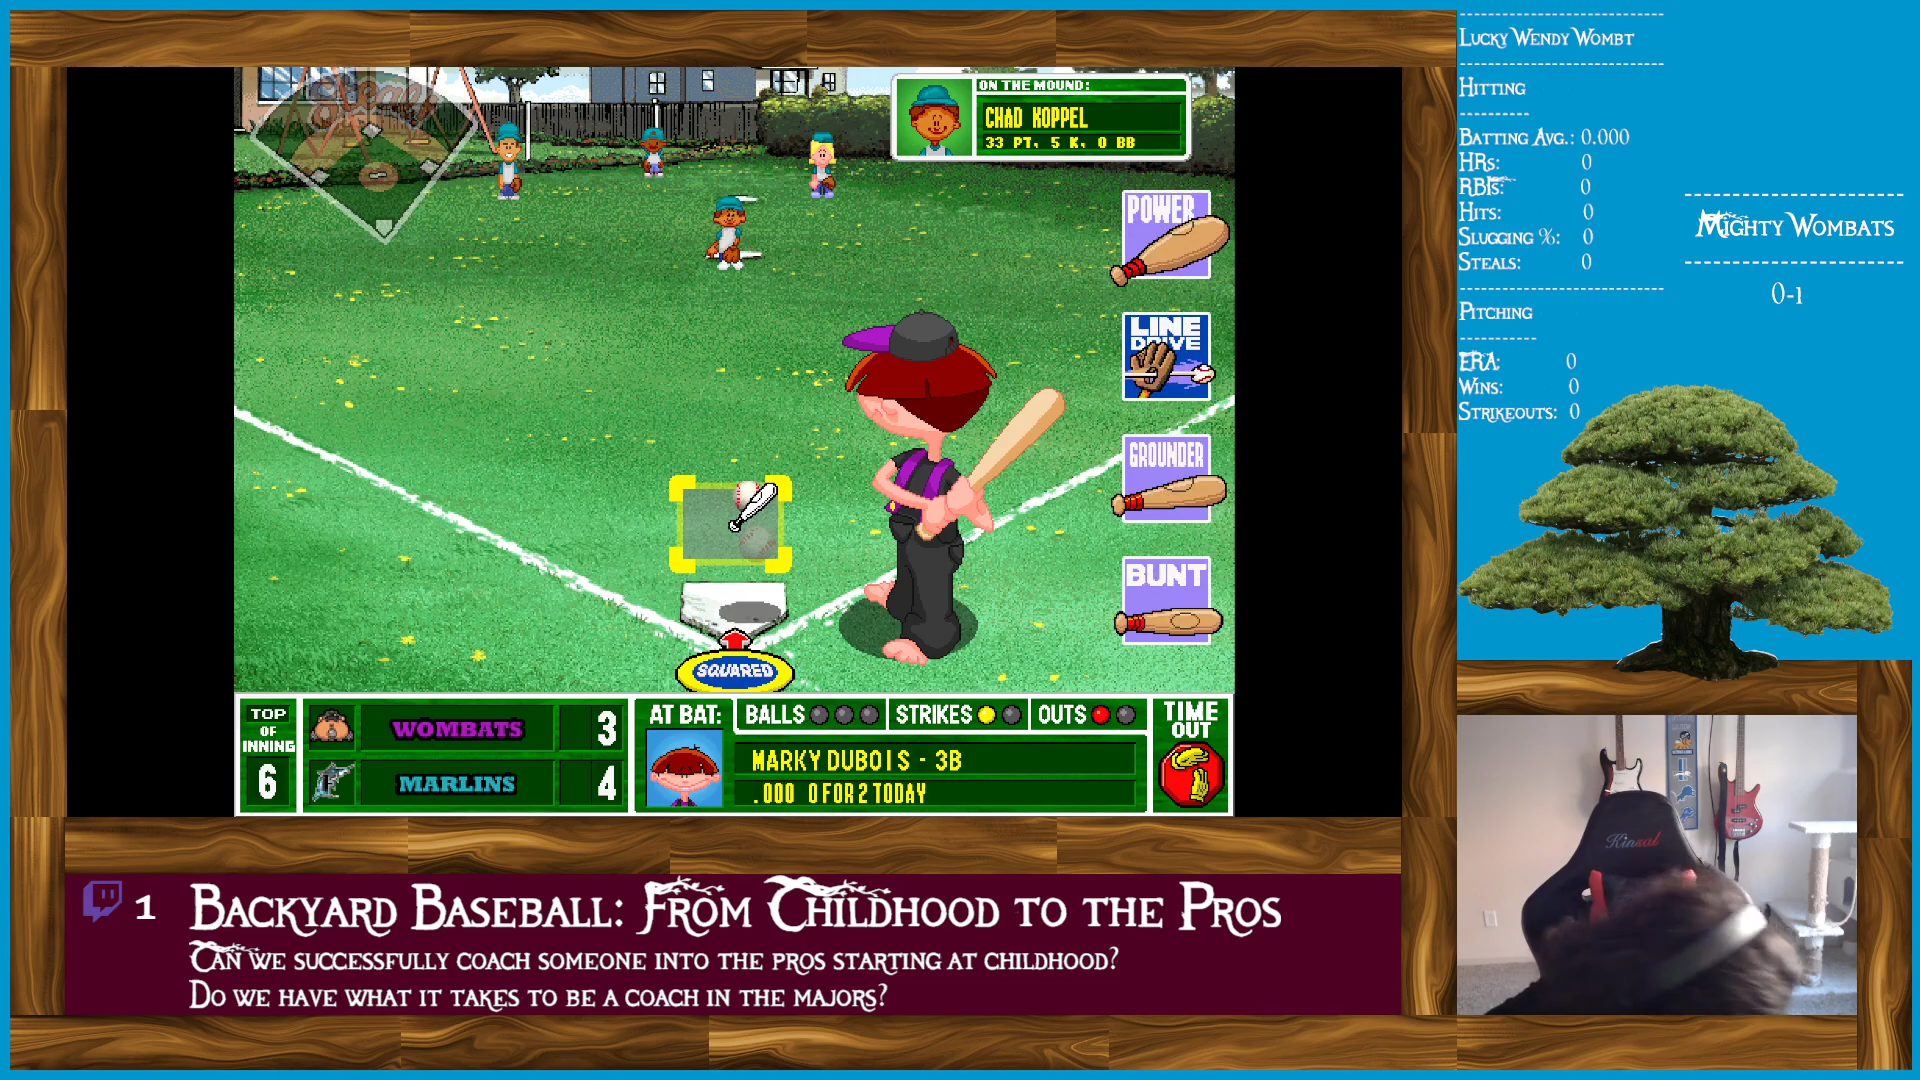 ON THE MOUND:
CHAD KOPPEL
33 PT, 5 K, 0 BB
POWER
LINE
DRIVE
GROUNDER
BUNT
SQUARED
TOP
OF
INNING
6
WOMBATS 3
MARLINS 4
AT BAT:
BALLS STRIKES OUTS
MARKY DUBOIS - 3B
.000 0 FOR 2 TODAY
TIME
OUT
1
BACKYARD BASEBALL: FROM CHILDHOOD TO THE PROS
CAN WE SUCCESSFULLY COACH SOMEONE INTO THE PROS STARTING AT CHILDHOOD?
DO WE HAVE WHAT IT TAKES TO BE A COACH IN THE MAJORS?
LUCKY WENDY WOMBT
HITTING
BATTING AVG.: 0.000
HRS: 0
RBIS: 0
HITS: 0
SLUGGING %: 0
STEALS: 0
PITCHING
ERA: 0
WINS: 0
STRIKEOUTS: 0
MIGHTY WOMBATS
0-1
Kinsal